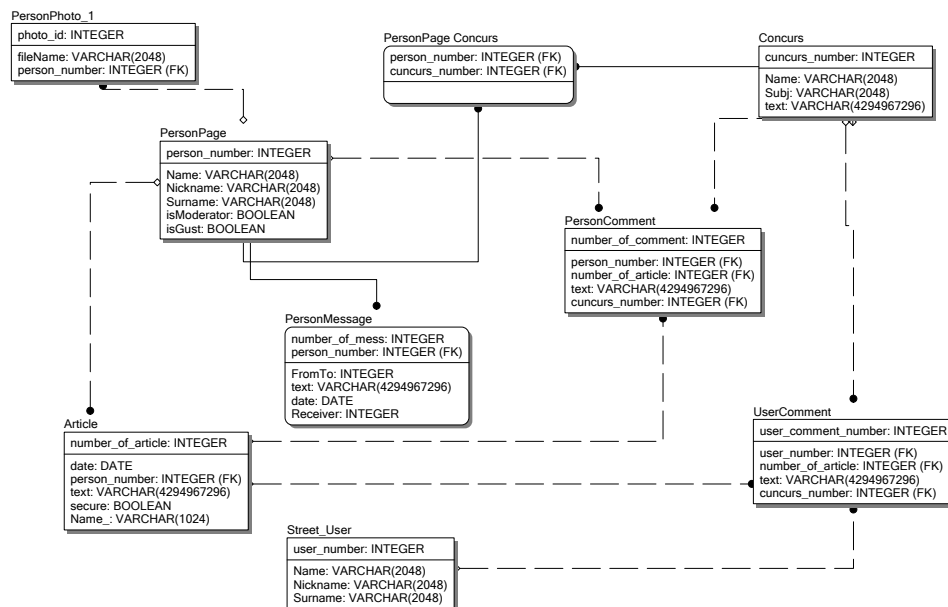 PersonPhoto_1
photo_id: INTEGER
fileName: VARCHAR(2048)
person_number: INTEGER (FK)
PersonPage Concurs
person_number: INTEGER (FK)
cuncurs_number: INTEGER (FK)
Concurs
cuncurs_number: INTEGER
Name: VARCHAR(2048)
Subj: VARCHAR(2048)
text: VARCHAR(4294967296)
PersonPage
person_number: INTEGER
Name: VARCHAR(2048)
Nickname: VARCHAR(2048)
Surname: VARCHAR(2048)
isModerator: BOOLEAN
isGust: BOOLEAN
PersonComment
number_of_comment: INTEGER
person_number: INTEGER (FK)
number_of_article: INTEGER (FK)
text: VARCHAR(4294967296)
cuncurs_number: INTEGER (FK)
PersonMessage
number_of_mess: INTEGER
person_number: INTEGER (FK)
FromTo: INTEGER
text: VARCHAR(4294967296)
date: DATE
Receiver: INTEGER
Article
number_of_article: INTEGER
date: DATE
person_number: INTEGER (FK)
text: VARCHAR(4294967296)
secure: BOOLEAN
Name_: VARCHAR(1024)
UserComment
user_comment_number: INTEGER
user_number: INTEGER (FK)
number_of_article: INTEGER (FK)
text: VARCHAR(4294967296)
cuncurs_number: INTEGER (FK)
Street_User
user_number: INTEGER
Name: VARCHAR(2048)
Nickname: VARCHAR(2048)
Surname: VARCHAR(2048)